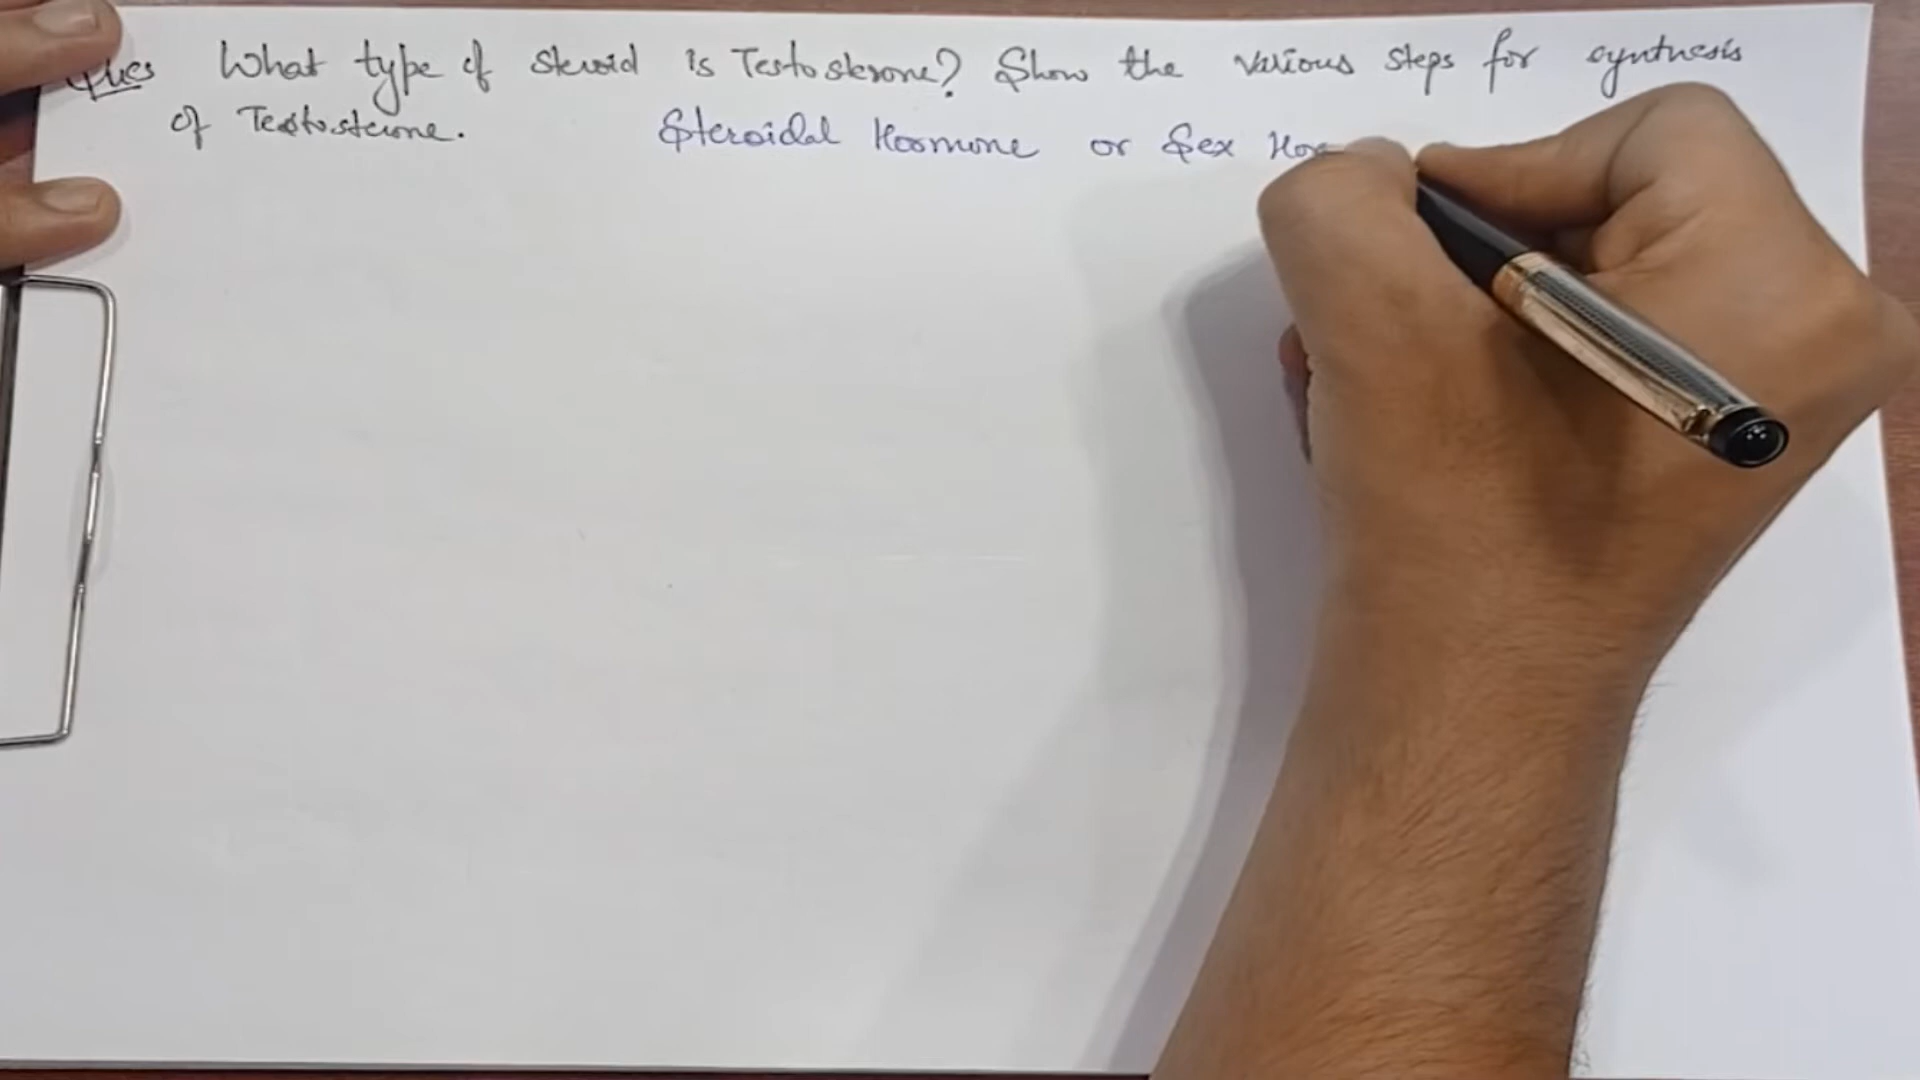 Ques What type of steroid is Testosterone? Show the various steps for synthesis
of Testosterone. Steroidal Hormone or Sex Hor